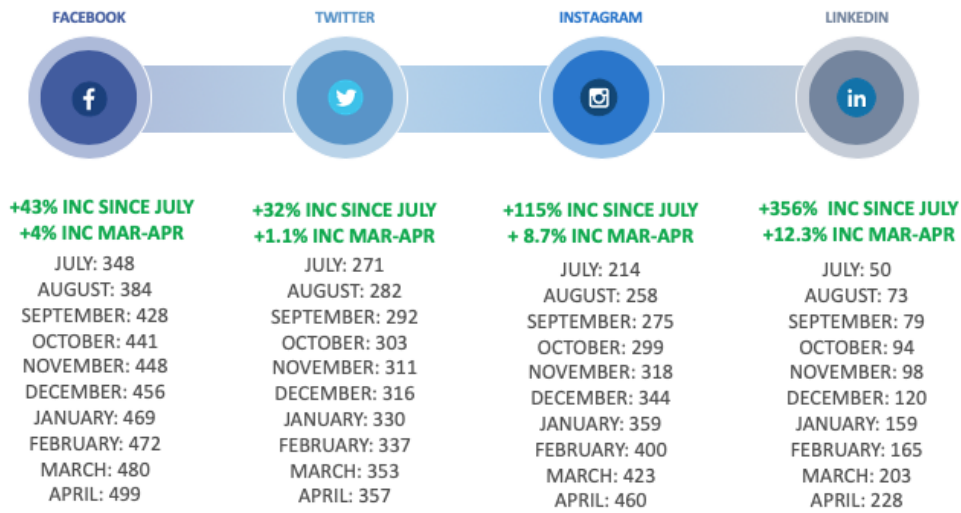 FACEBOOK
TWITTER
INSTAGRAM
LINKEDIN
f
in
+43% INC SINCE JULY
+4% INC MAR-APR
JULY: 348
AUGUST: 384
SEPTEMBER: 428
OCTOBER: 441
NOVEMBER: 448
DECEMBER: 456
JANUARY: 469
FEBRUARY: 472
MARCH: 480
APRIL: 499
+32% INC SINCE JULY
+1.1% INC MAR-APR
JULY: 271
AUGUST: 282
SEPTEMBER: 292
OCTOBER: 303
NOVEMBER: 311
DECEMBER: 316
JANUARY: 330
FEBRUARY: 337
MARCH: 353
APRIL: 357
+115% INC SINCE JULY
+ 8.7% INC MAR-APR
JULY: 214
AUGUST: 258
SEPTEMBER: 275
OCTOBER: 299
NOVEMBER: 318
DECEMBER: 344
JANUARY: 359
FEBRUARY: 400
MARCH: 423
APRIL: 460
+356% INC SINCE JULY
+12.3% INC MAR-APR
JULY: 50
AUGUST: 73
SEPTEMBER: 79
OCTOBER: 94
NOVEMBER: 98
DECEMBER: 120
JANUARY: 159
FEBRUARY: 165
MARCH: 203
APRIL: 228